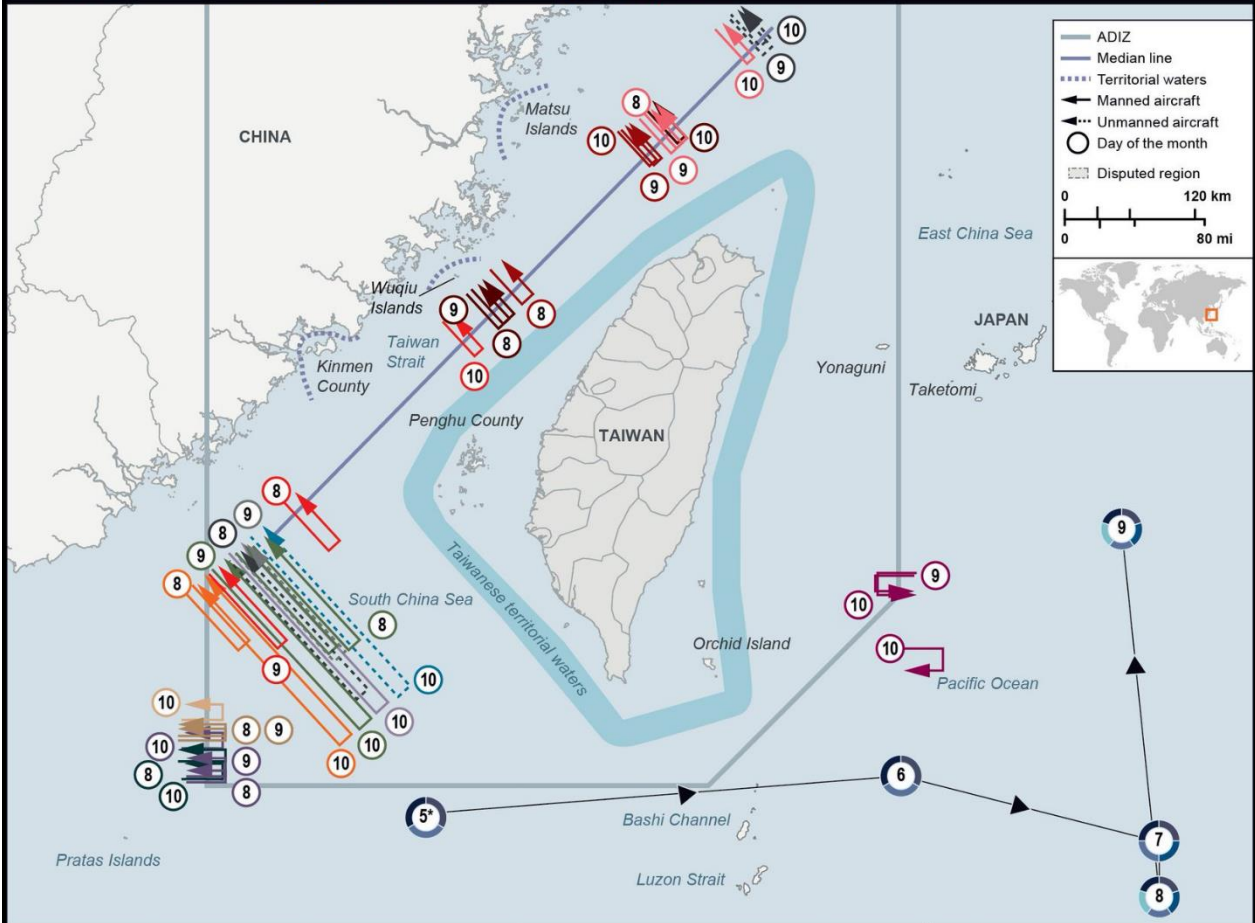 10
9
10
ADIZ
Median line
Territorial waters
Manned aircraft
Unmanned aircraft
Day of the month
Disputed region
0
120 km
0
80 mi
8
Matsu
Islands
10
10
CHINA
9
9
East China Sea
Wuqiu
Islands
9
8
Taiwan
Strait
8
10
Kinmen
County
JAPAN
Yonaguni
Taketomi
Penghu County
TAIWAN
8
9
8
9
8
South China Sea
8
9
10
10
10
10
Taiwanese territorial waters
Orchid Island
9
10
10
Pacific Ocean
9
10
8
9
10
9
8
10
8
5*
6
7
8
Bashi Channel
Luzon Strait
Pratas Islands